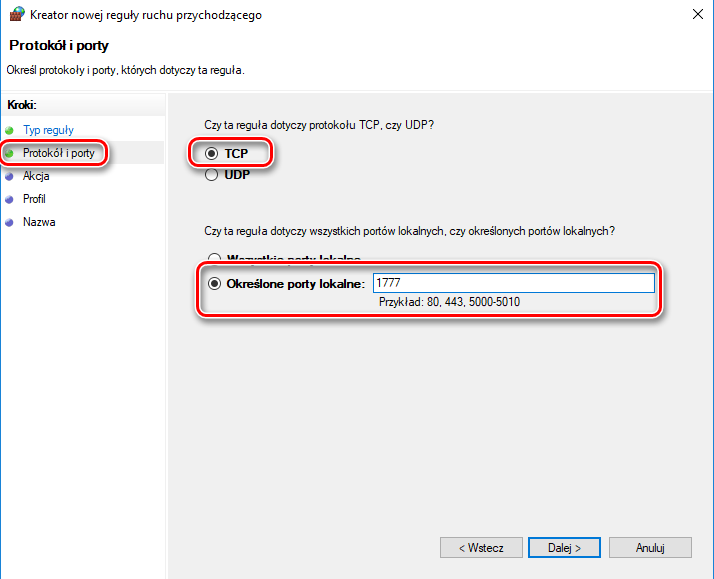 Kreator nowej reguły ruchu przychodzącego
Protokół i porty
Określ protokoły i porty, których dotyczy ta reguła.
Kroki:
Typ reguły
Protokół i porty
Akcja
Profil
Nazwa
Czy ta reguła dotyczy protokołu TCP, czy UDP?
TCP
UDP
Czy ta reguła dotyczy wszystkich portów lokalnych, czy określonych portów lokalnych?
Wszystkie porty lokalne
Określone porty lokalne: 1777
Przykład: 80, 443, 5000-5010
< Wstecz Dalej > Anuluj